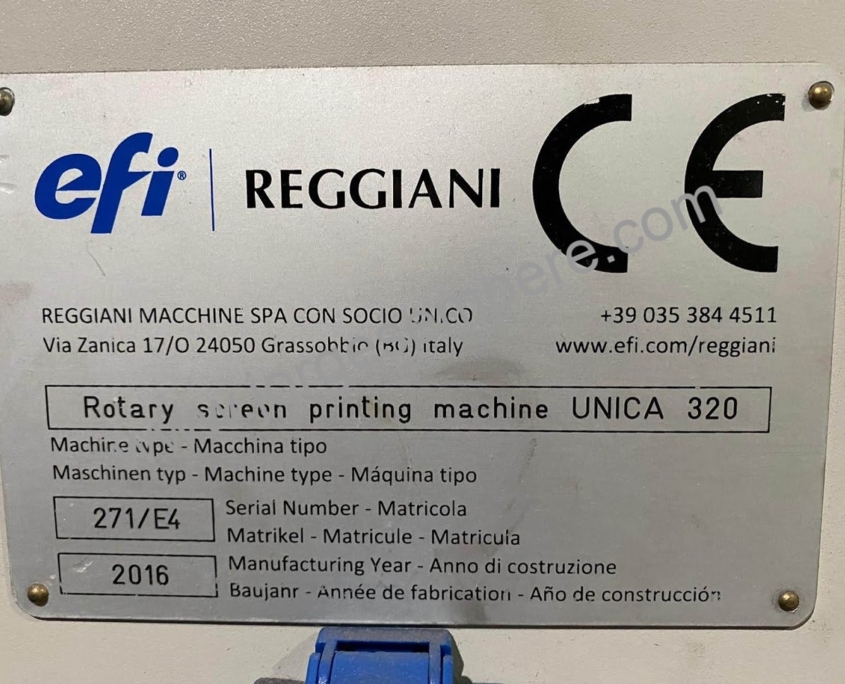 efi® | REGGIANI CE
REGGIANI MACCHINE SPA CON SOCIO UNICO
+39 035 384 4511
Via Zanica 17/O 24050 Grassobbio (BG) Italy
www.efi.com/reggiani
Rotary screen printing machine UNICA 320
Machine type - Macchina tipo
Maschinen typ - Machine type - Máquina tipo
271/E4
Serial Number - Matricola
Matrikel - Matricule - Matricula
2016
Manufacturing Year - Anno di costruzione
Baujahr - Année de fabrication - Año de construcción